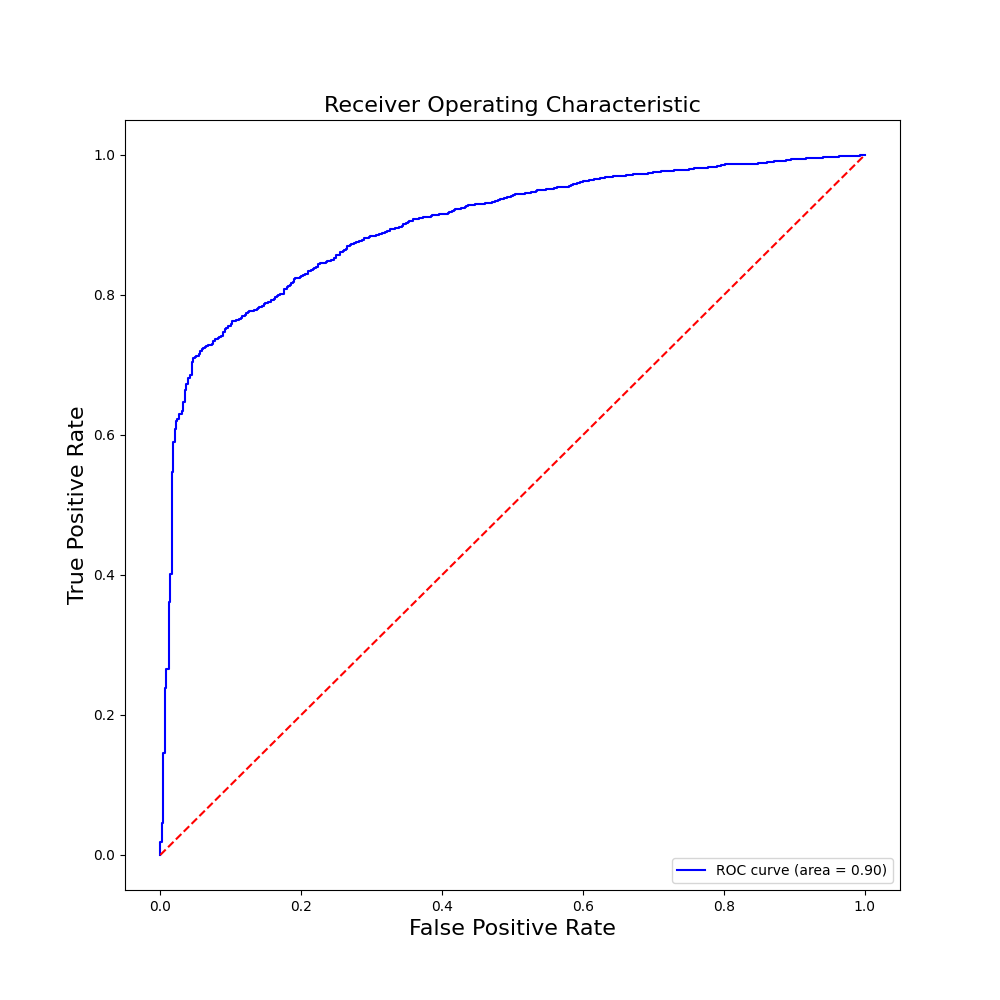 Receiver Operating Characteristic
True Positive Rate
1.0
0.8
0.6
0.4
0.2
0.0
ROC curve (area = 0.90)
0.0 0.2 0.4 0.6 0.8 1.0
False Positive Rate